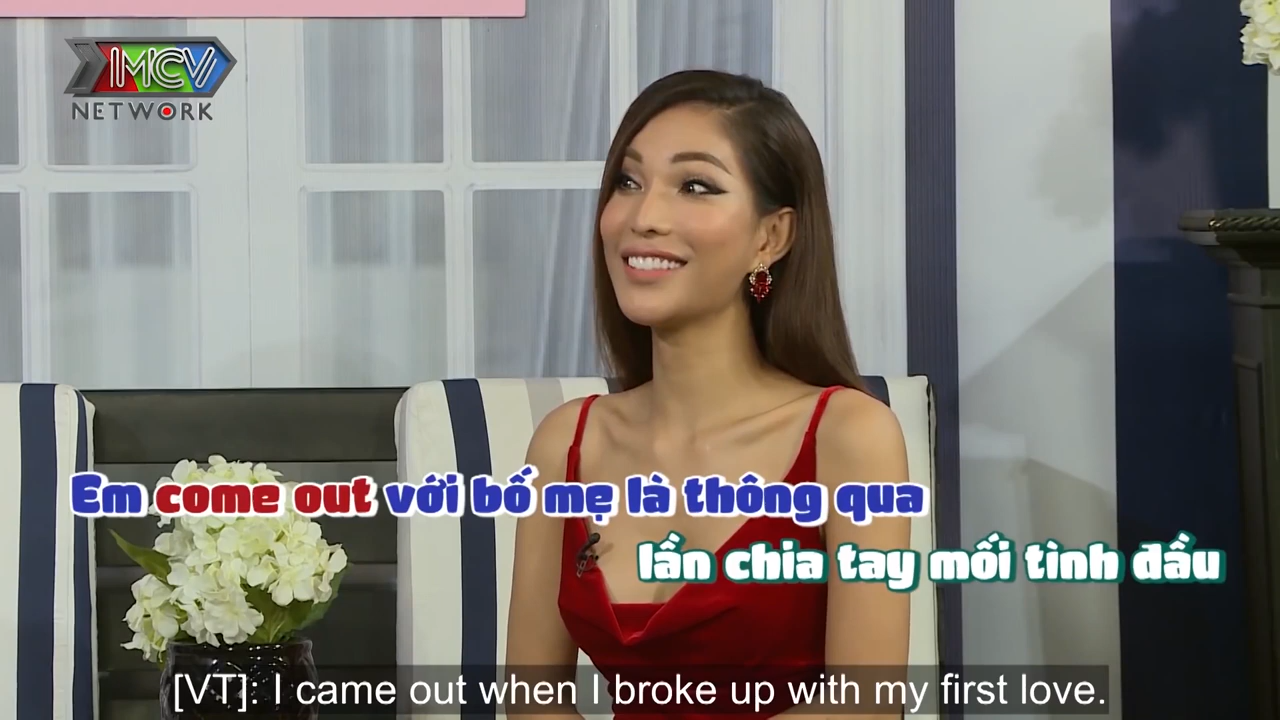 MCV
NETWORK
Em come out với bố mẹ là thông qua
lần chia tay mối tình đầu
[VT]: I came out when I broke up with my first love.